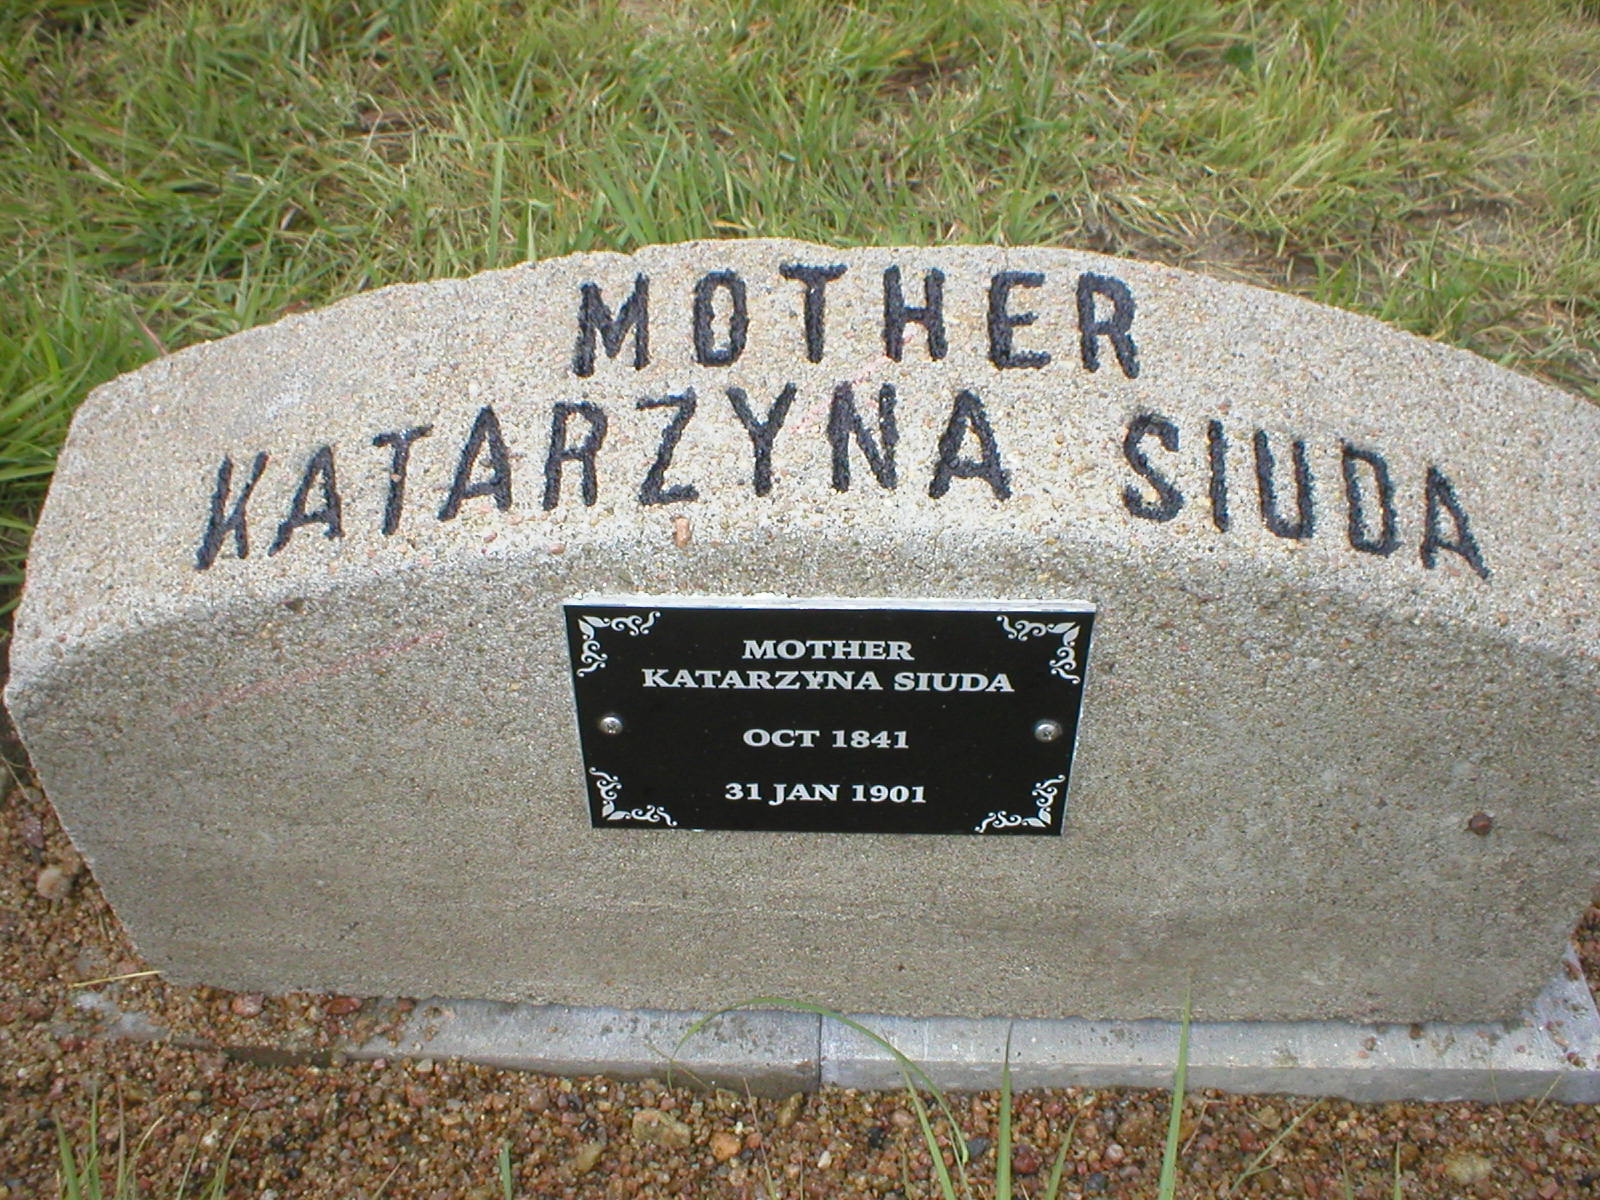 MOTHER
KATARZYNA SIUDA
MOTHER
KATARZYNA SIUDA
OCT 1841
31 JAN 1901